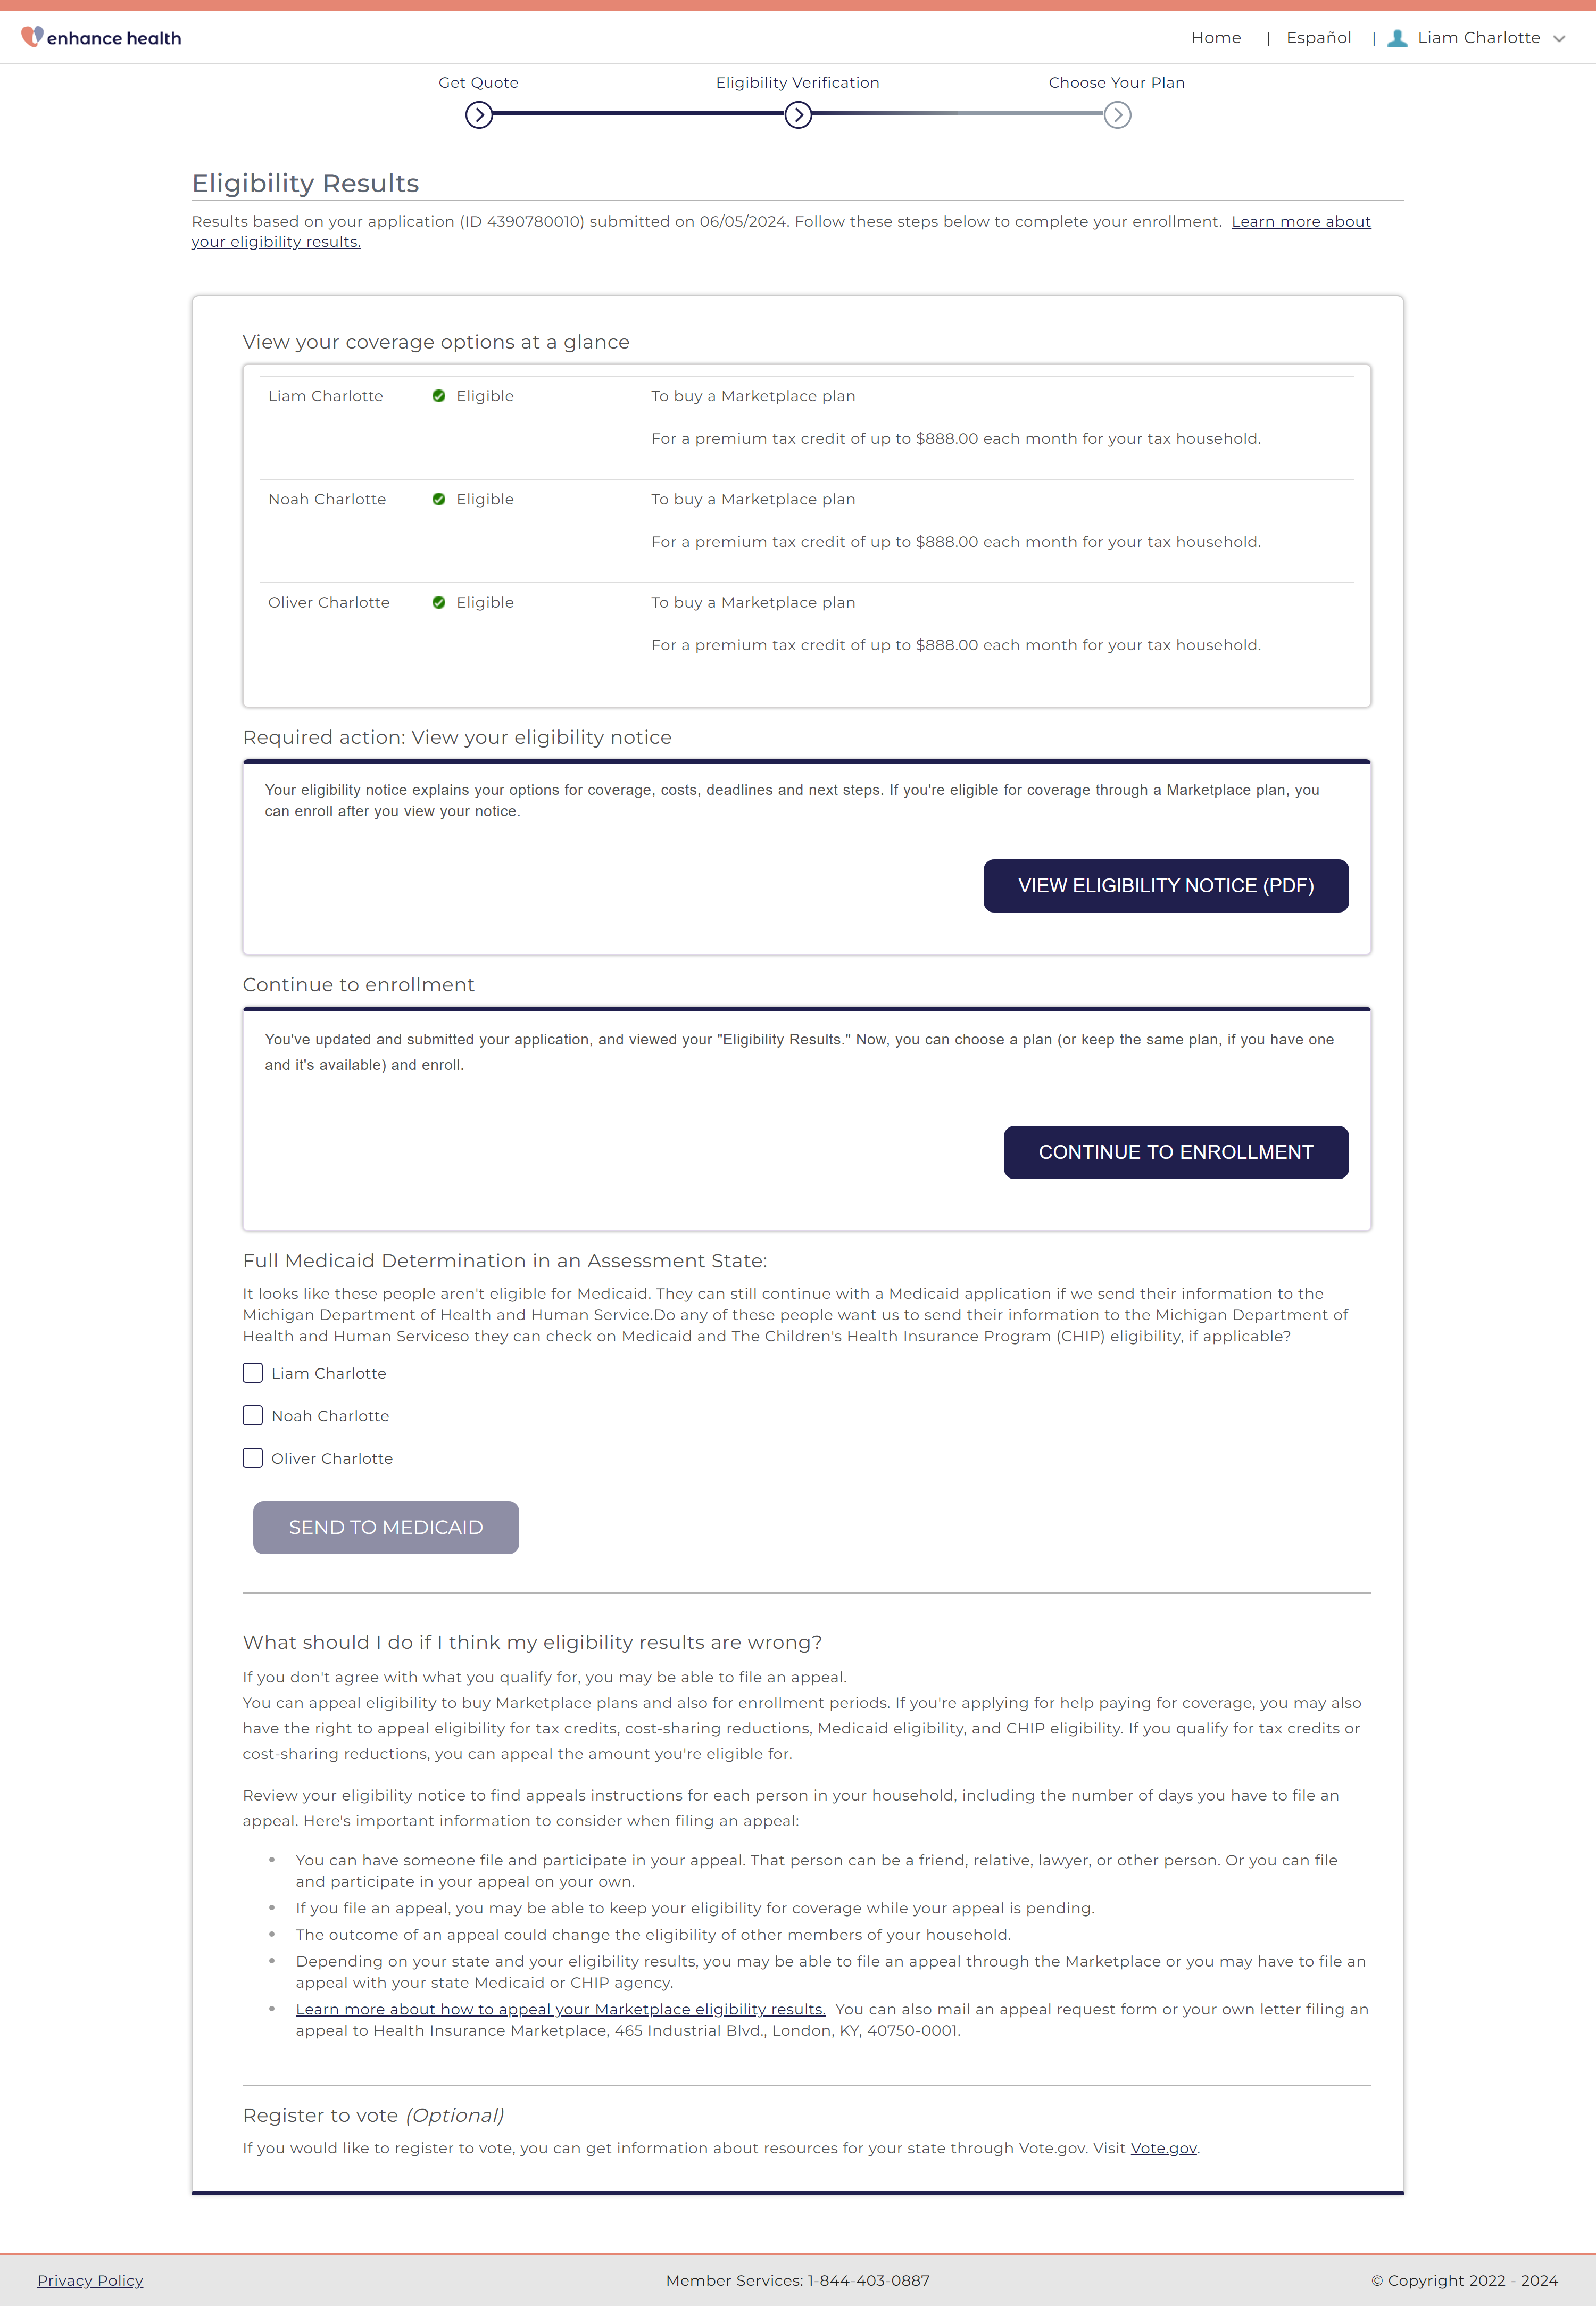 enhance health
Home | Español | Liam Charlotte
Get Quote
Eligibility Verification
Choose Your Plan
Eligibility Results
Results based on your application (ID 4390780010) submitted on 06/05/2024. Follow these steps below to complete your enrollment. Learn more about
your eligibility results.
View your coverage options at a glance
Liam Charlotte Eligible To buy a Marketplace plan
For a premium tax credit of up to $888.00 each month for your tax household.
Noah Charlotte Eligible To buy a Marketplace plan
For a premium tax credit of up to $888.00 each month for your tax household.
Oliver Charlotte Eligible To buy a Marketplace plan
For a premium tax credit of up to $888.00 each month for your tax household.
Required action: View your eligibility notice
Your eligibility notice explains your options for coverage, costs, deadlines and next steps. If you're eligible for coverage through a Marketplace plan, you
can enroll after you view your notice.
VIEW ELIGIBILITY NOTICE (PDF)
Continue to enrollment
You've updated and submitted your application, and viewed your "Eligibility Results." Now, you can choose a plan (or keep the same plan, if you have one
and it's available) and enroll.
CONTINUE TO ENROLLMENT
Full Medicaid Determination in an Assessment State:
It looks like these people aren't eligible for Medicaid. They can still continue with a Medicaid application if we send their information to the
Michigan Department of Health and Human Service.Do any of these people want us to send their information to the Michigan Department of
Health and Human Serviceso they can check on Medicaid and The Children's Health Insurance Program (CHIP) eligibility, if applicable?
Liam Charlotte
Noah Charlotte
Oliver Charlotte
SEND TO MEDICAID
What should I do if I think my eligibility results are wrong?
If you don't agree with what you qualify for, you may be able to file an appeal.
You can appeal eligibility to buy Marketplace plans and also for enrollment periods. If you're applying for help paying for coverage, you may also
have the right to appeal eligibility for tax credits, cost-sharing reductions, Medicaid eligibility, and CHIP eligibility. If you qualify for tax credits or
cost-sharing reductions, you can appeal the amount you're eligible for.
Review your eligibility notice to find appeals instructions for each person in your household, including the number of days you have to file an
appeal. Here's important information to consider when filing an appeal:
• You can have someone file and participate in your appeal. That person can be a friend, relative, lawyer, or other person. Or you can file
and participate in your appeal on your own.
• If you file an appeal, you may be able to keep your eligibility for coverage while your appeal is pending.
• The outcome of an appeal could change the eligibility of other members of your household.
• Depending on your state and your eligibility results, you may be able to file an appeal through the Marketplace or you may have to file an
appeal with your state Medicaid or CHIP agency.
• Learn more about how to appeal your Marketplace eligibility results. You can also mail an appeal request form or your own letter filing an
appeal to Health Insurance Marketplace, 465 Industrial Blvd., London, KY, 40750-0001.
Register to vote (Optional)
If you would like to register to vote, you can get information about resources for your state through Vote.gov. Visit Vote.gov.
Privacy Policy
Member Services: 1-844-403-0887
© Copyright 2022 - 2024